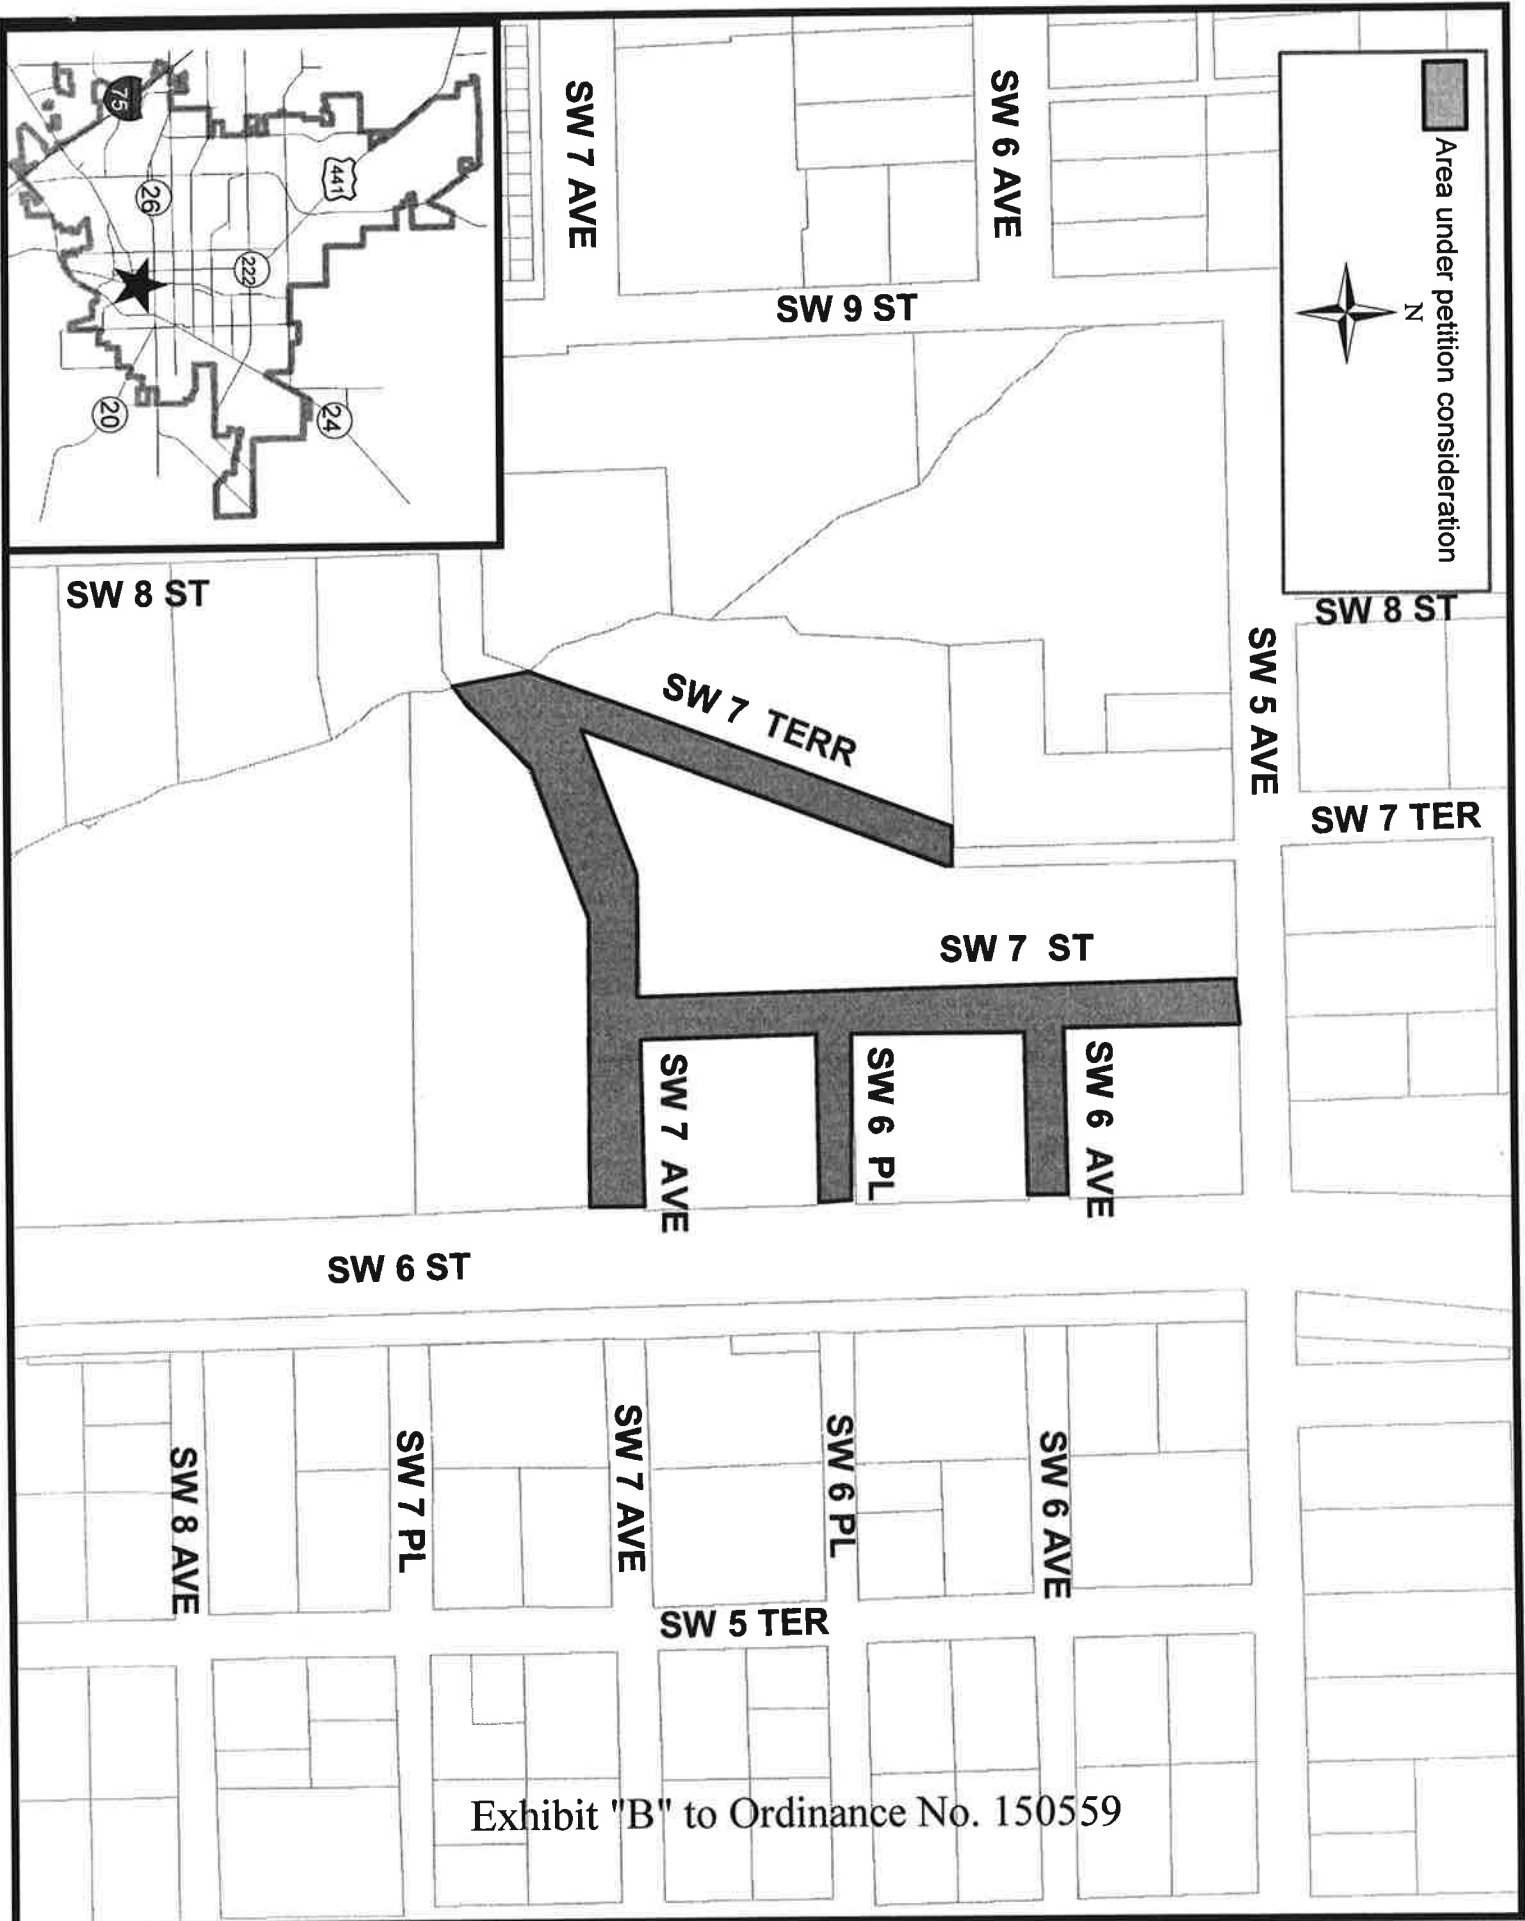 Area under petition consideration
N
75
441
26
222
24
20
SW 7 AVE
SW 6 AVE
SW 9 ST
SW 8 ST
SW 8 ST
SW 5 AVE
SW 7 TERR
SW 7 TER
SW 7 ST
SW 7 AVE
SW 6 PL
SW 6 AVE
SW 6 ST
SW 8 AVE
SW 7 PL
SW 7 AVE
SW 6 PL
SW 6 AVE
SW 5 TER
Exhibit "B" to Ordinance No. 150559